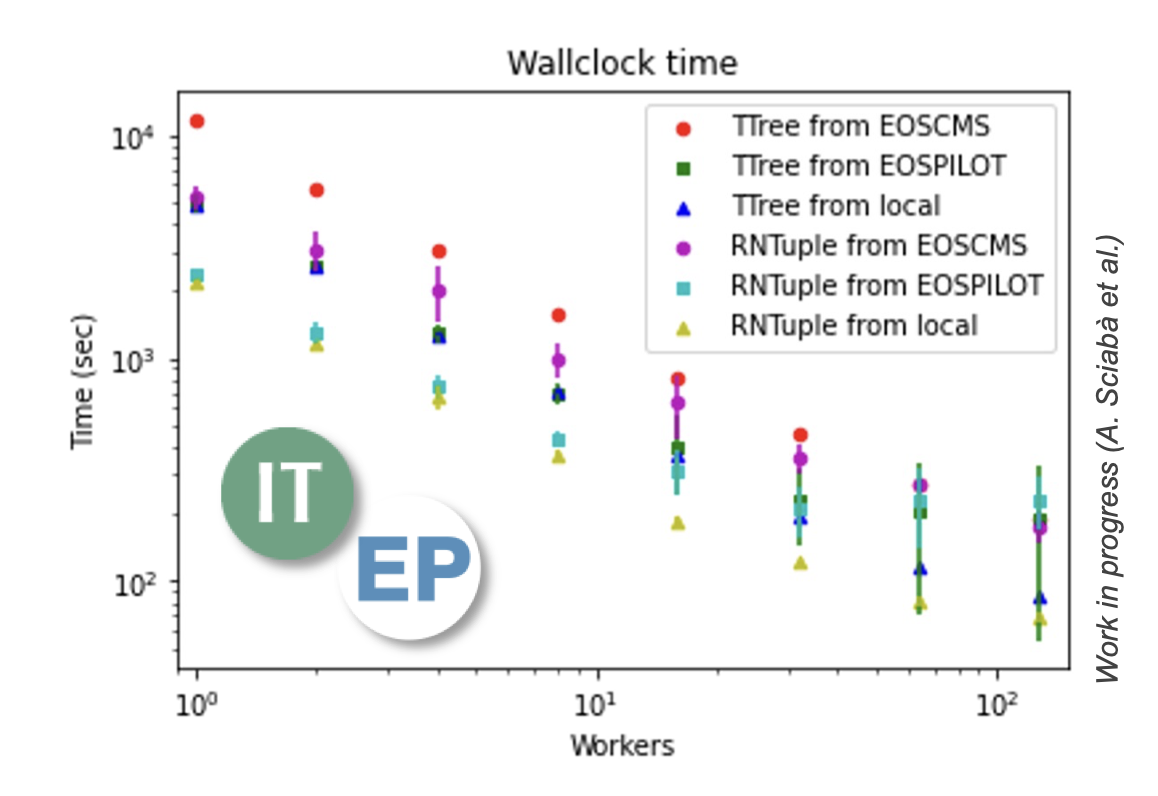 Wallclock time
10⁴
10³
10²
Time (sec)
TTree from EOSCMS
TTree from EOSPILOT
TTree from local
RNTuple from EOSCMS
RNTuple from EOSPILOT
RNTuple from local
IT
EP
10⁰
10¹
10²
Workers
Work in progress (A. Sciabà et al.)